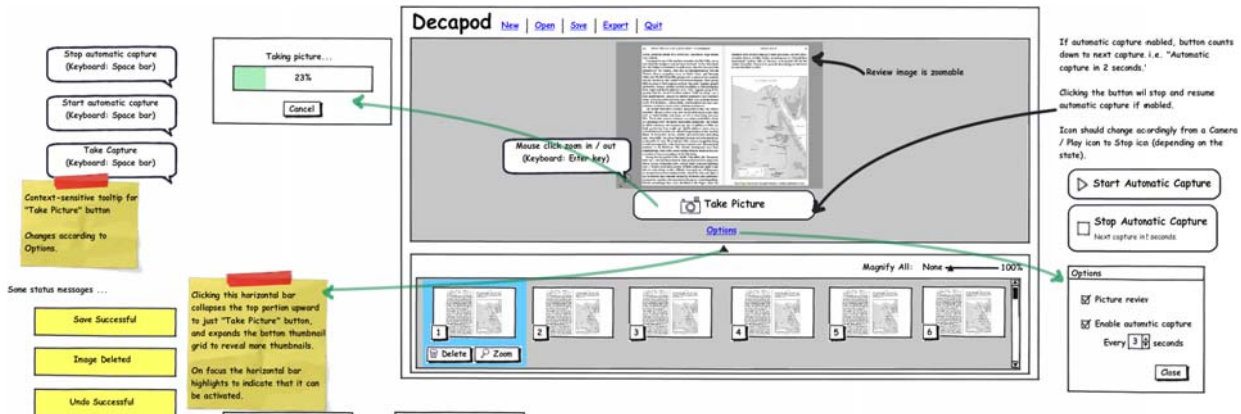 Stop automatic capture
(Keyboard: Space bar)
Start automatic capture
(Keyboard: Space bar)
Take Capture
(Keyboard: Space bar)
Context-sensitive tooltip for
"Take Picture" button
Changes according to
Options.
Some status messages ...
Save Successful
Image Deleted
Undo Successful
Taking picture...
23%
Cancel
Clicking this horizontal bar
collapses the top portion upward
to just "Take Picture" button,
and expands the bottom thumbnail
grid to reveal more thumbnails.
On focus the horizontal bar
highlights to indicate that it can
be activated.
Decapod New | Open | Save | Export | Quit
Review image is zoomable
Mouse click zoom in / out
(Keyboard: Enter key)
Take Picture
Options
Magnify All: None 100%
1 2 3 4 5 6
Delete Zoom
If automatic capture enabled, button counts
down to next capture. i.e. "Automatic
capture in 2 seconds.'
Clicking the button wil stop and resume
automatic capture if enabled.
Icon should change acordingly from a Camera
/ Play icon to Stop ico (depending on the
state).
Start Automatic Capture
Stop Automatic Capture
Next capture in! seconds
Options
Picture reviev
Enable automatic capture
Every 3 seconds
Close